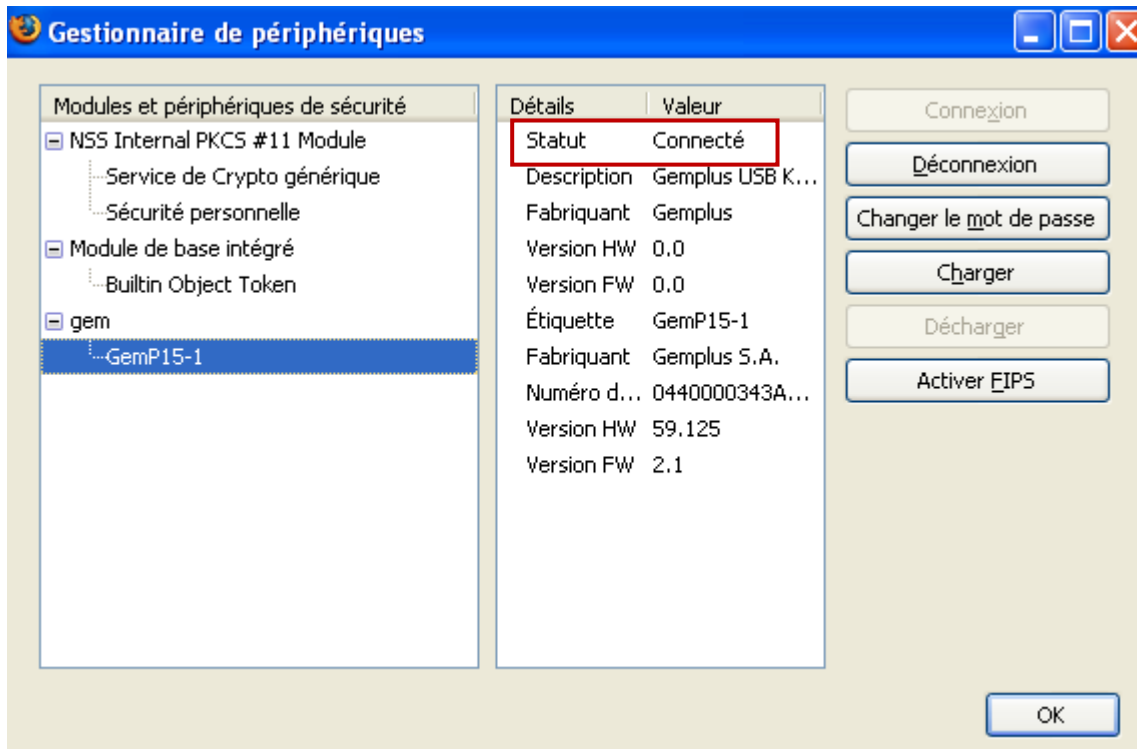 Gestionnaire de périphériques
Modules et périphériques de sécurité
NSS Internal PKCS #11 Module
Service de Crypto générique
Sécurité personnelle
Module de base intégré
Builtin Object Token
gem
GemP15-1
Détails Valeur
Statut Connecté
Description Gemplus USB K...
Fabriquant Gemplus
Version HW 0.0
Version FW 0.0
Étiquette GemP15-1
Fabriquant Gemplus S.A.
Numéro d... 0440000343A...
Version HW 59.125
Version FW 2.1
Connexion
Déconnexion
Changer le mot de passe
Charger
Décharger
Activer FIPS
OK